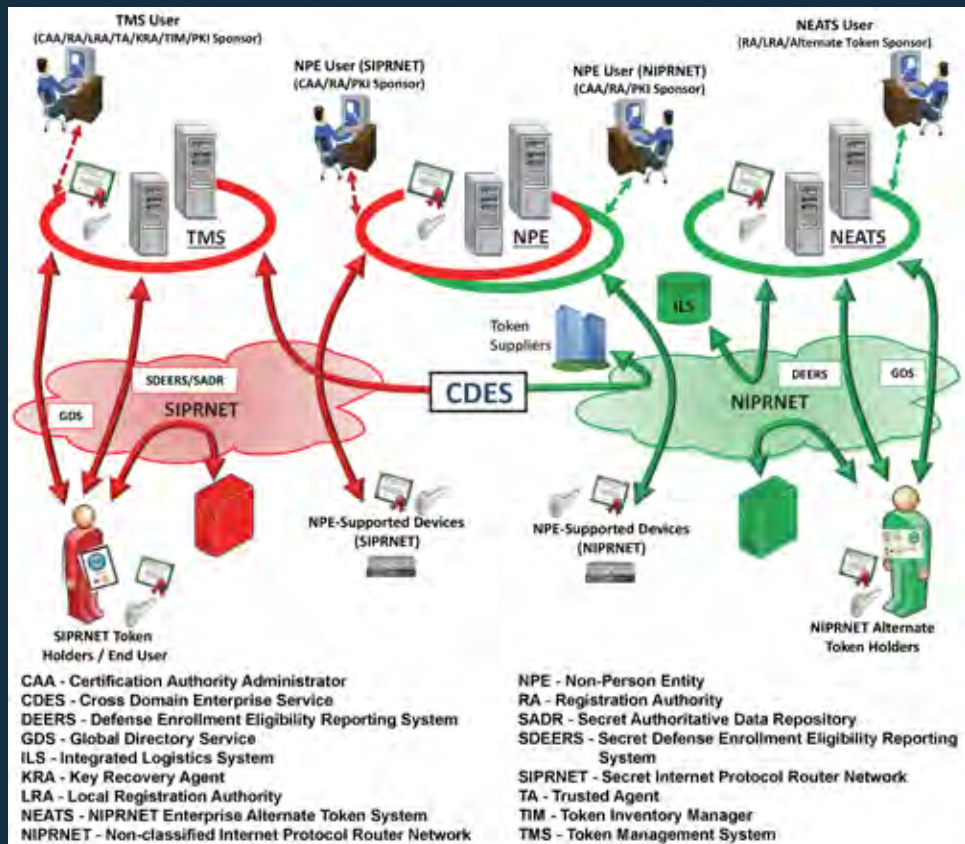 TMS User
(CAA/RA/LRA/TA/KRA/TIM/PKI Sponsor)
NPE User (SIPRNET)
(CAA/RA/PKI Sponsor)
NPE User (NIPRNET)
(CAA/RA/PKI Sponsor)
NEATS User
(RA/LRA/Alternate Token Sponsor)
TMS
NPE
NEATS
ILS
Token
Suppliers
SDEERS/SADR
SIPRNET
GDS
CDES
DEERS
GDS
NIPRNET
NPE-Supported Devices
(SIPRNET)
NPE-Supported Devices
(NIPRNET)
SIPRNET Token
Holders / End User
NIPRNET Alternate
Token Holders
CAA - Certification Authority Administrator
CDES - Cross Domain Enterprise Service
DEERS - Defense Enrollment Eligibility Reporting System
GDS - Global Directory Service
ILS - Integrated Logistics System
KRA - Key Recovery Agent
LRA - Local Registration Authority
NEATS - NIPRNET Enterprise Alternate Token System
NIPRNET - Non-classified Internet Protocol Router Network
NPE - Non-Person Entity
RA - Registration Authority
SADR - Secret Authoritative Data Repository
SDEERS - Secret Defense Enrollment Eligibility Reporting
System
SIPRNET - Secret Internet Protocol Router Network
TA - Trusted Agent
TIM - Token Inventory Manager
TMS - Token Management System